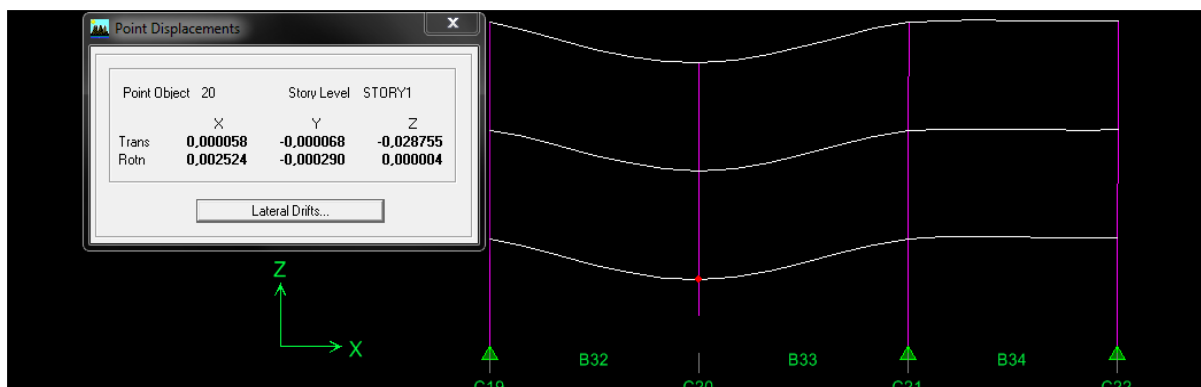 Point Displacements
X
Point Object 20 Story Level STORY1
X Y Z
Trans 0,000058 -0,000068 -0,028755
Rotn 0,002524 -0,000290 0,000004
Lateral Drifts...
Z
X
B32 B33 B34
C19 C20 C21 C22